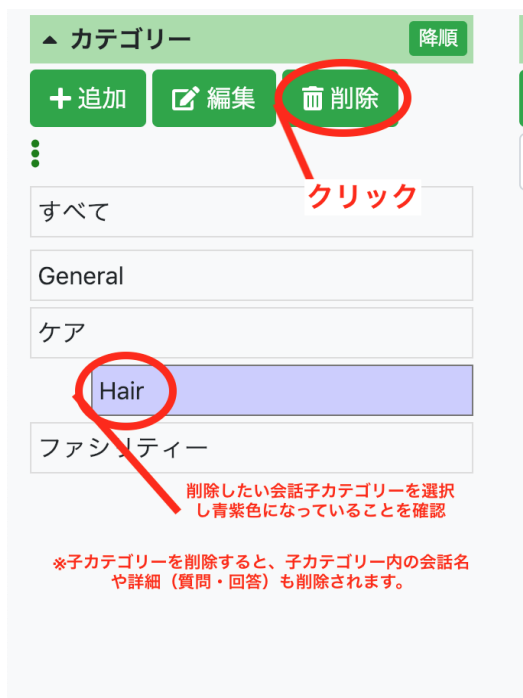 カテゴリー
降順
追加
編集
削除
クリック
すべて
General
ケア
Hair
ファシリティー
削除したい会話子カテゴリーを選択
し青紫色になっていることを確認
※子カテゴリーを削除すると、子カテゴリー内の会話名
や詳細（質問・回答）も削除されます。